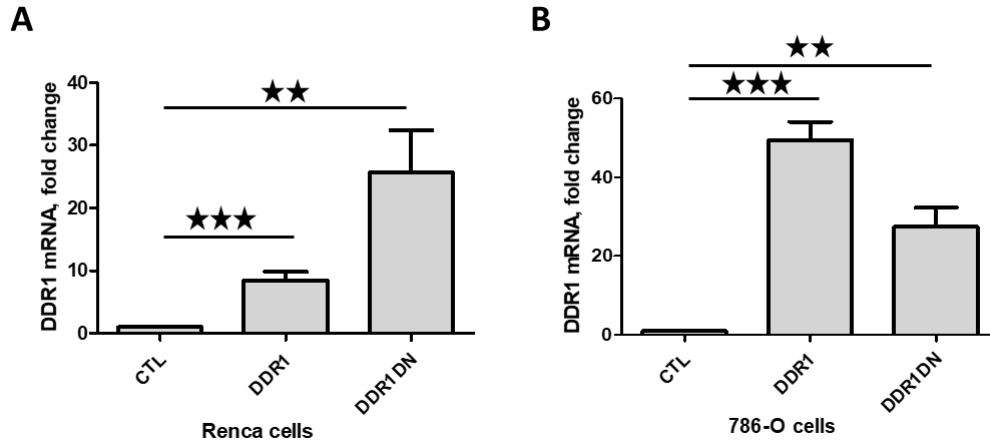 A
DDR1 mRNA, fold change
40
30
20
10
0
★★
★★★
CTL
DDR1
DDR1 DN
Renca cells
B
DDR1 mRNA, fold change
60
40
20
0
★★
★★★
CTL
DDR1
DDR1DN
786-O cells